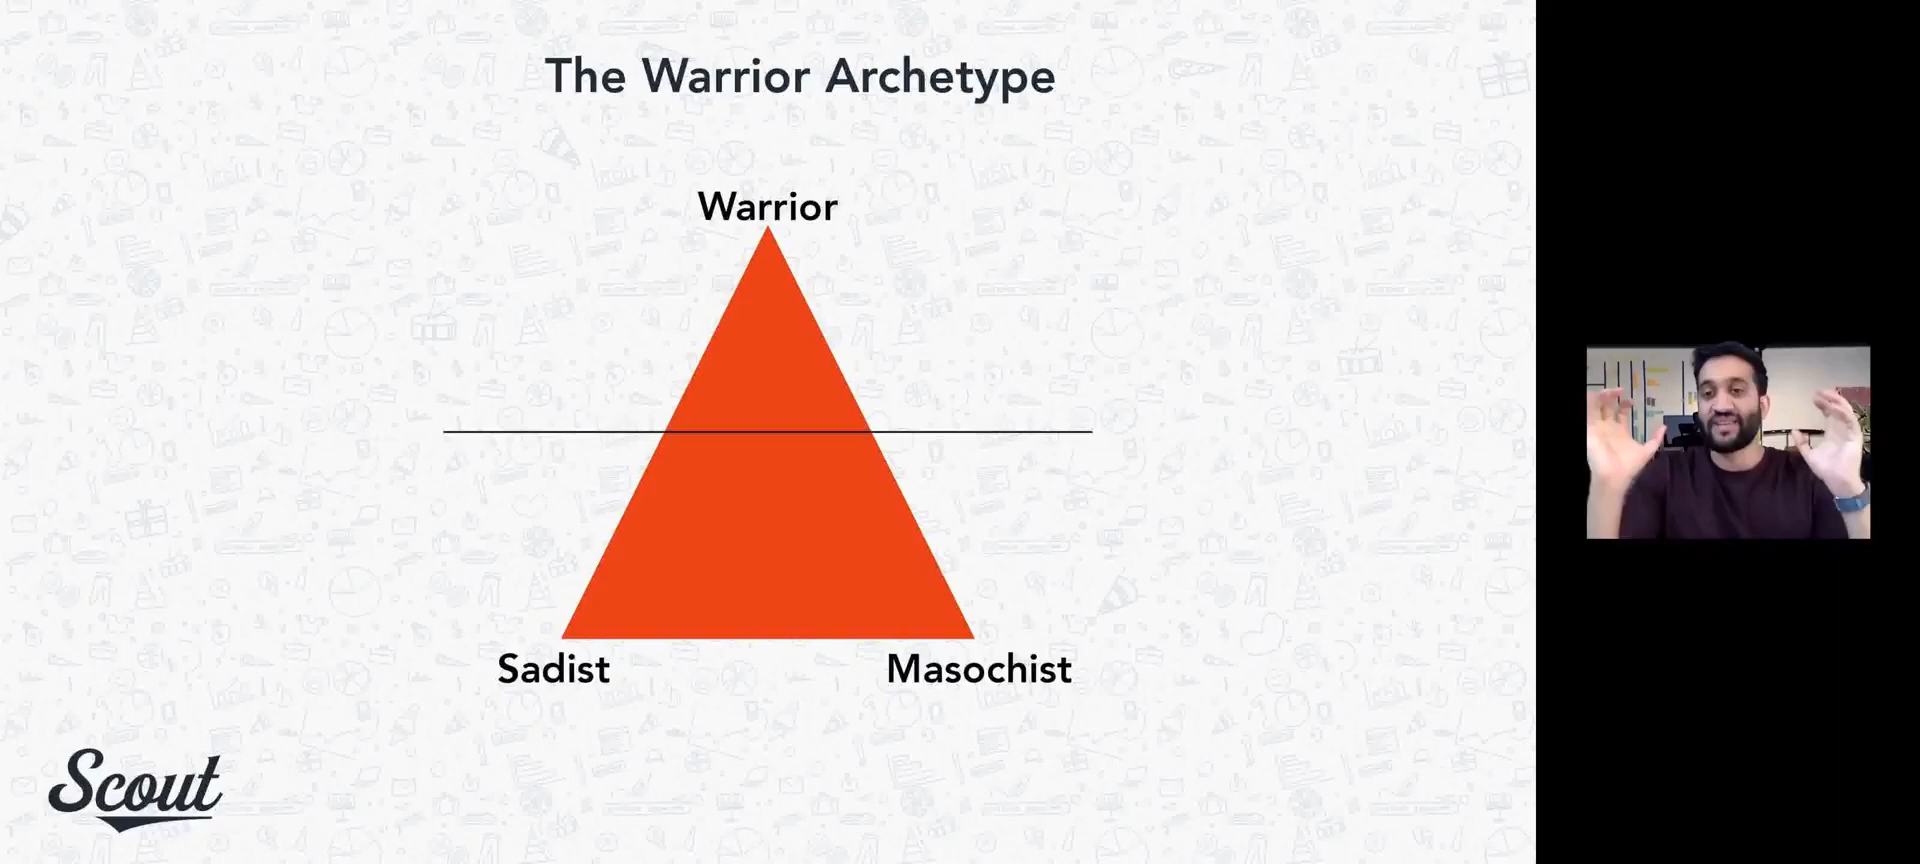 The Warrior Archetype
Warrior
Sadist
Masochist
Scout